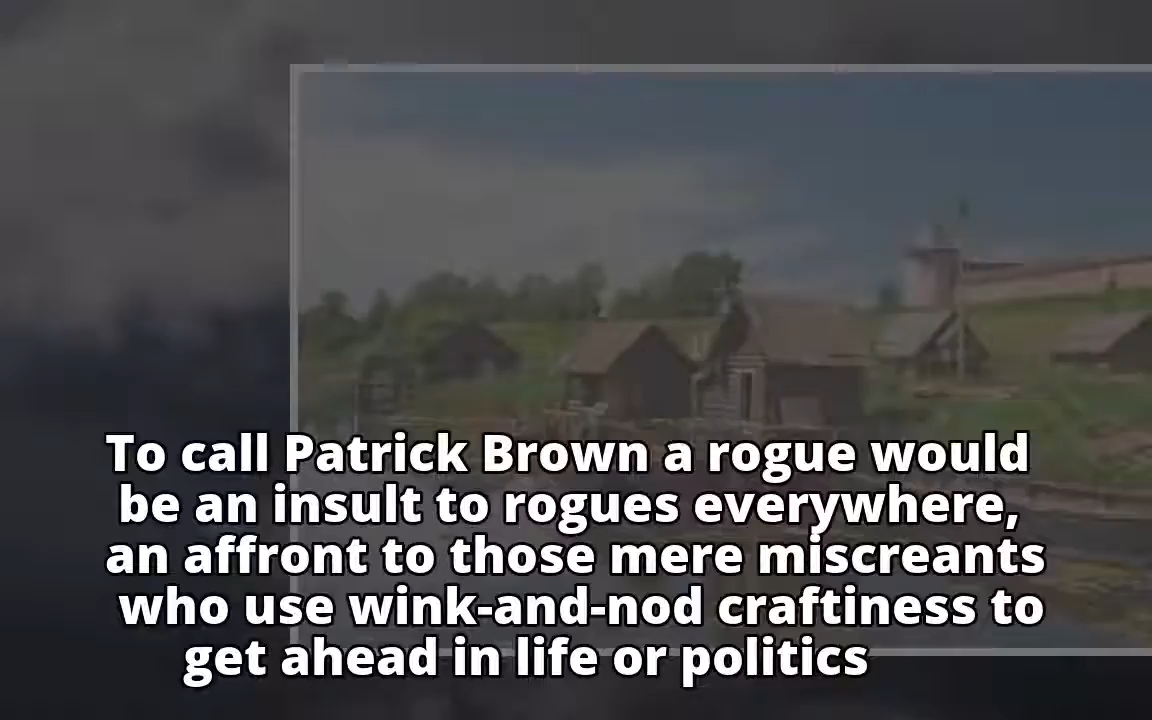 To call Patrick Brown a rogue would
be an insult to rogues everywhere,
an affront to those mere miscreants
who use wink-and-nod craftiness to
get ahead in life or politics